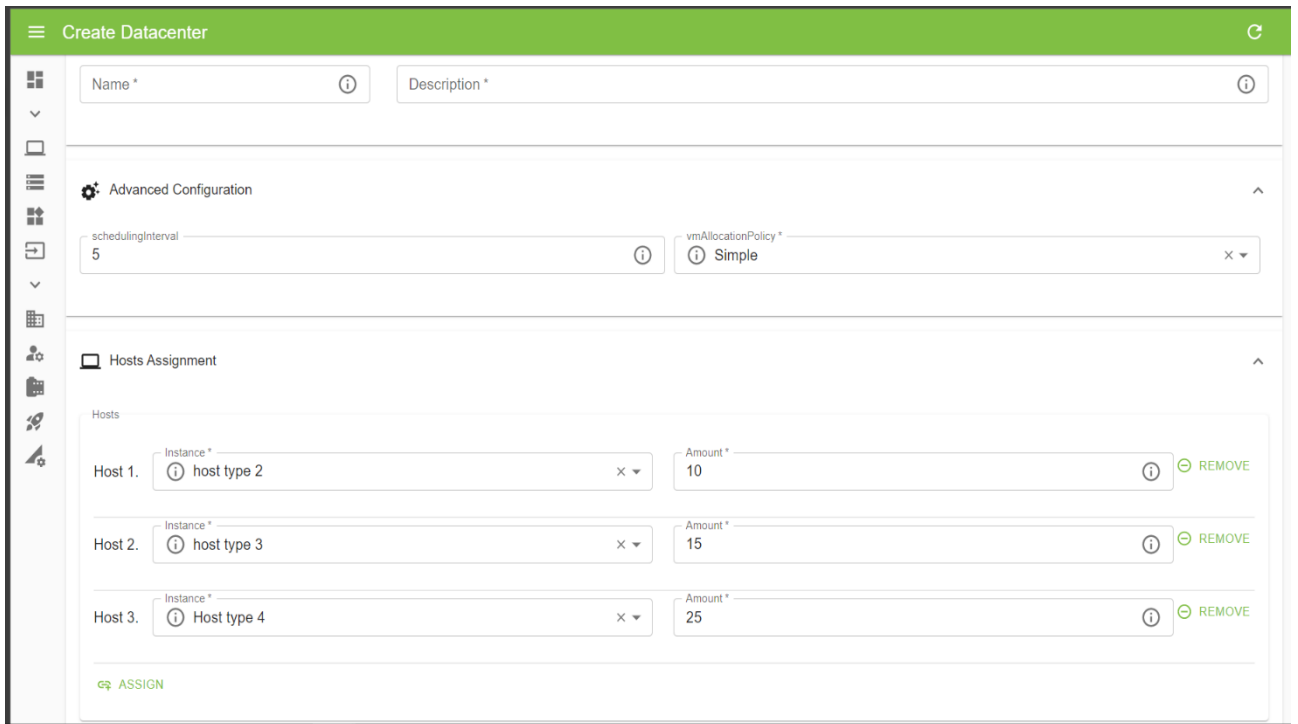 Create Datacenter
Name *
Description *
Advanced Configuration
schedulingInterval
5
vmAllocationPolicy *
Simple
Hosts Assignment
Hosts
Host 1.
Instance *
host type 2
Amount *
10
REMOVE
Host 2.
Instance *
host type 3
Amount *
15
REMOVE
Host 3.
Instance *
Host type 4
Amount *
25
REMOVE
ASSIGN